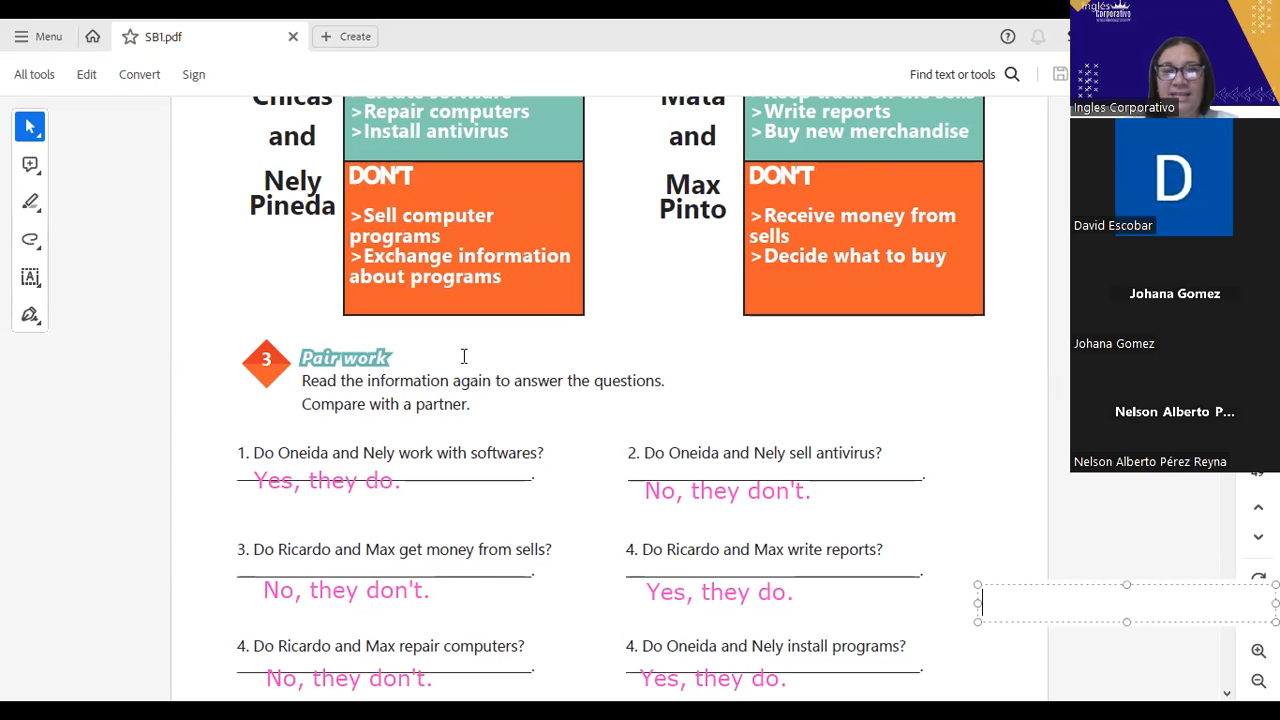 Menu
SB1.pdf
Create
All tools
Edit
Convert
Sign
Find text or tools
Inglés
corporativo
Ingles Corporativo
D
David Escobar
Johana Gomez
Johana Gomez
Nelson Alberto P...
Nelson Alberto Pérez Reyna
Chicas
and
Nely
Pineda
>Repair computers
>Install antivirus
DON'T
>Sell computer
programs
>Exchange information
about programs
Mata
and
Max
Pinto
>Write reports
>Buy new merchandise
DON'T
>Receive money from
sells
>Decide what to buy
3
Pair work
Read the information again to answer the questions.
Compare with a partner.
1. Do Oneida and Nely work with softwares?
Yes, they do.
2. Do Oneida and Nely sell antivirus?
No, they don't.
3. Do Ricardo and Max get money from sells?
No, they don't.
4. Do Ricardo and Max write reports?
Yes, they do.
4. Do Ricardo and Max repair computers?
No, they don't.
4. Do Oneida and Nely install programs?
Yes, they do.